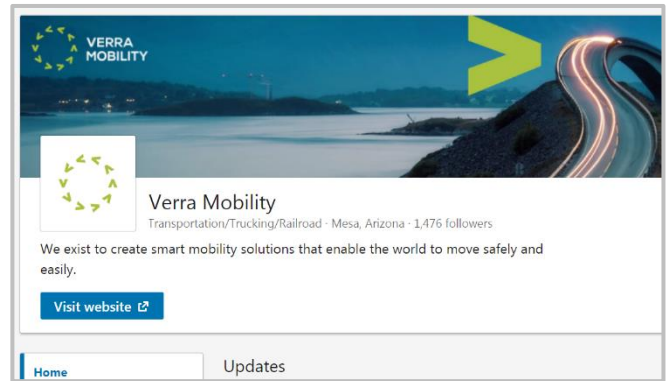 VERRA
MOBILITY
Verra Mobility
Transportation/Trucking/Railroad · Mesa, Arizona · 1,476 followers
We exist to create smart mobility solutions that enable the world to move safely and
easily.
Visit website
Home
Updates